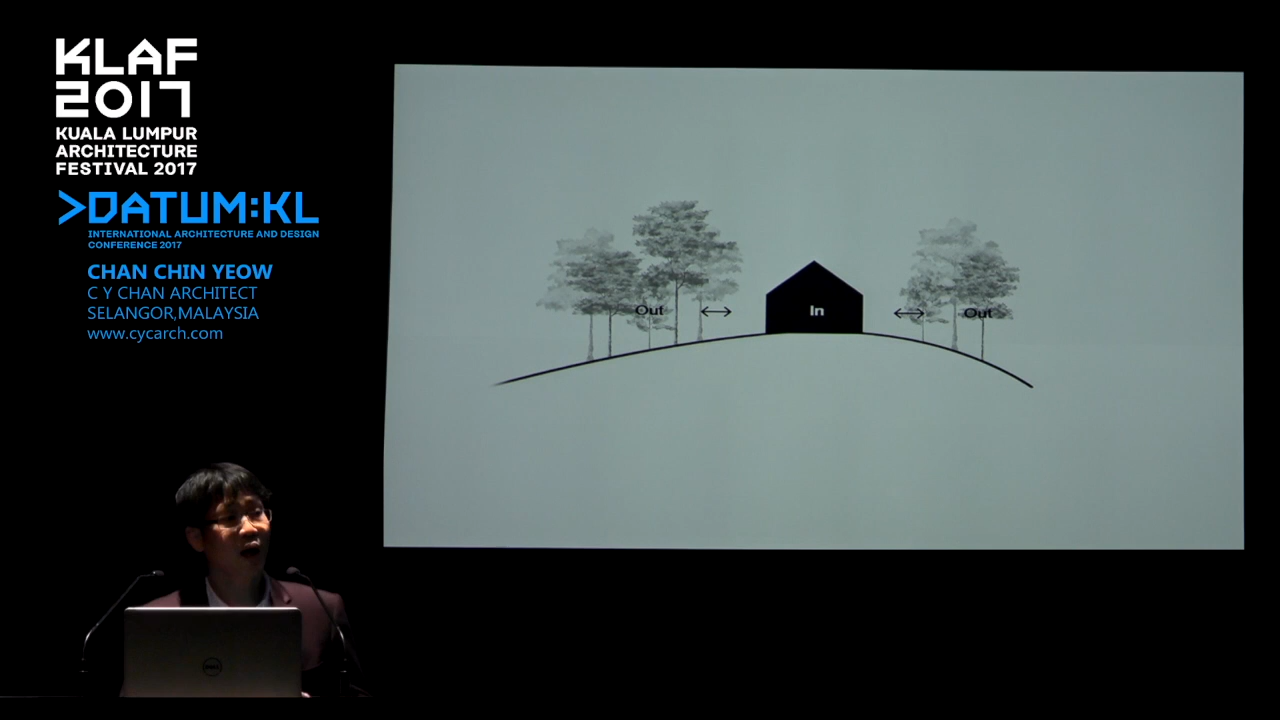 KLAF
2017
KUALA LUMPUR
ARCHITECTURE
FESTIVAL 2017
>DATUM:KL
INTERNATIONAL ARCHITECTURE AND DESIGN
CONFERENCE 2017
CHAN CHIN YEOW
C Y CHAN ARCHITECT
SELANGOR,MALAYSIA
www.cycarch.com
Out
In
Out
DELL